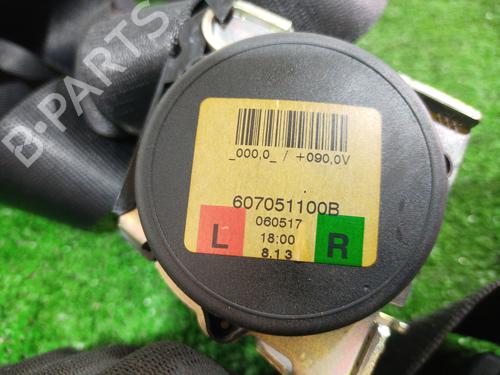 B-PARTS
_000,0_ / +090,0V
607051100B
060517
L 18:00 R
8.13